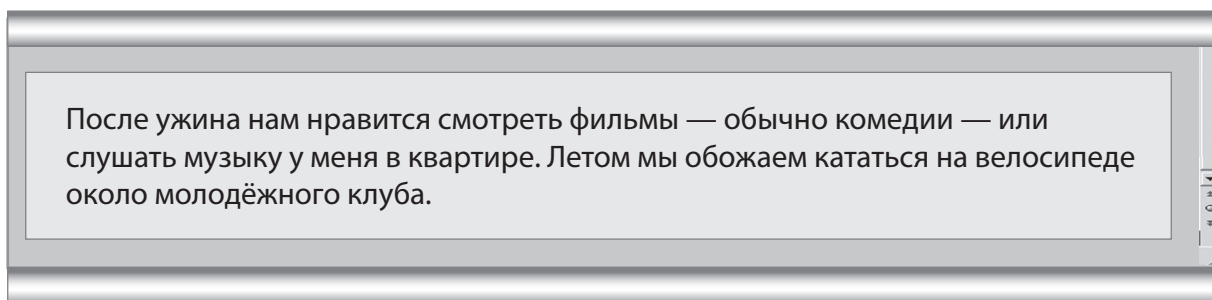 После ужина нам нравится смотреть фильмы — обычно комедии — или
слушать музыку у меня в квартире. Летом мы обожаем кататься на велосипеде
около молодёжного клуба.